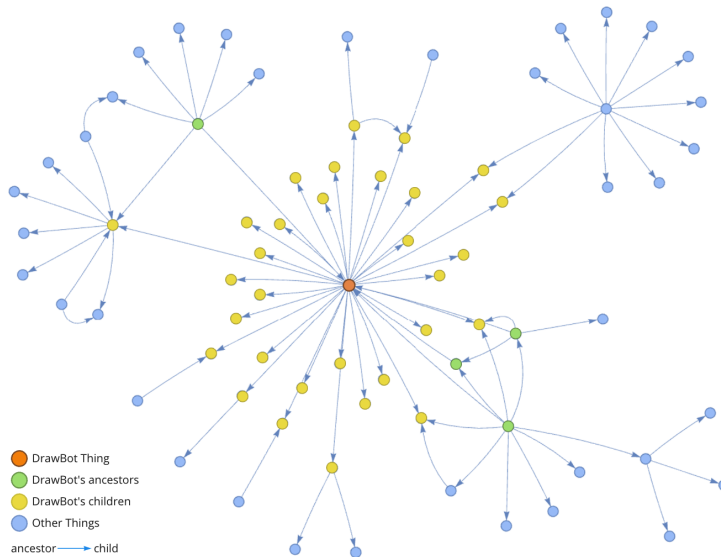 DrawBot Thing
DrawBot's ancestors
DrawBot's children
Other Things
ancestor child